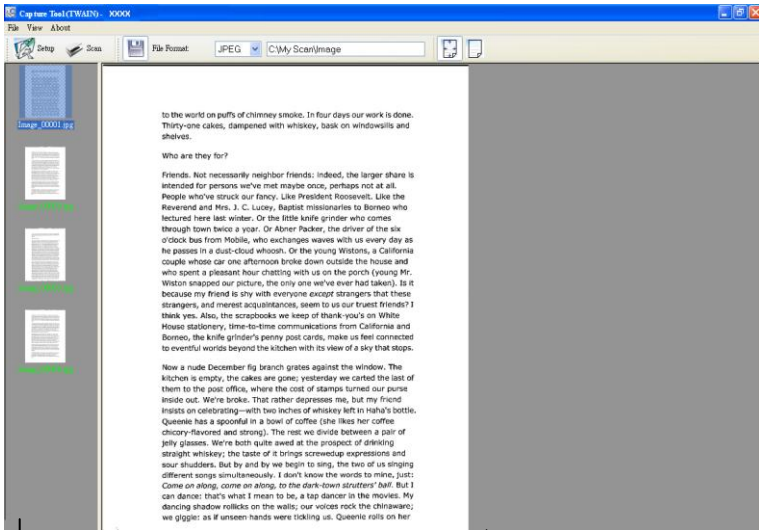 Capture Tool(TWAIN) - XXXX
File View About
Setup Scan File Format: JPEG C:\My Scan\Image
Image_00001.jpg
to the world on puffs of chimney smoke. In four days our work is done.
Thirty-one cakes, dampened with whiskey, bask on windowsills and
shelves.
Who are they for?
Friends. Not necessarily neighbor friends: indeed, the larger share is
intended for persons we've met maybe once, perhaps not at all.
People who've struck our fancy. Like President Roosevelt. Like the
Reverend and Mrs. J. C. Lucey, Baptist missionaries to Borneo who
lectured here last winter. Or the little knife grinder who comes
through town twice a year. Or Abner Packer, the driver of the six
o'clock bus from Mobile, who exchanges waves with us every day as
he passes in a dust-cloud whoosh. Or the young Wistons, a California
couple whose car one afternoon broke down outside the house and
who spent a pleasant hour chatting with us on the porch (young Mr.
Wiston snapped our picture, the only one we've ever had taken). Is it
because my friend is shy with everyone except strangers that these
strangers, and merest acquaintances, seem to us our truest friends? I
think yes. Also, the scrapbooks we keep of thank-you's on White
House stationery, time-to-time communications from California and
Borneo, the knife grinder's penny post cards, make us feel connected
to eventful worlds beyond the kitchen with its view of a sky that stops.
Now a nude December fig branch grates against the window. The
kitchen is empty, the cakes are gone; yesterday we carted the last of
them to the post office, where the cost of stamps turned our purse
inside out. We're broke. That rather depresses me, but my friend
insists on celebrating—with two inches of whiskey left in Haha's bottle.
Queenie has a spoonful in a bowl of coffee (she likes her coffee
chicory-flavored and strong). The rest we divide between a pair of
jelly glasses. We're both quite awed at the prospect of drinking
straight whiskey; the taste of it brings screwedup expressions and
sour shudders. But by and by we begin to sing, the two of us singing
different songs simultaneously. I don't know the words to mine, just:
Come on along, come on along, to the dark-town strutters' ball. But I
can dance: that's what I mean to be, a tap dancer in the movies. My
dancing shadow rollicks on the walls; our voices rock the chinaware;
we giggle: as if unseen hands were tickling us. Queenie rolls on her